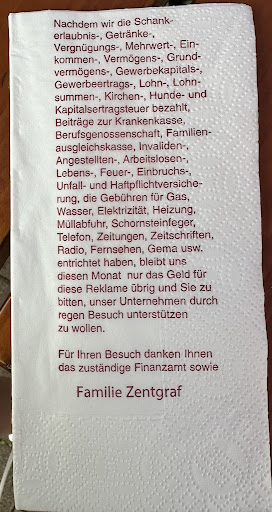 Nachdem wir die Schank-
erlaubnis-, Getränke-,
Vergnügungs-, Mehrwert-, Ein-
kommen-, Vermögens-, Grund-
vermögens-, Gewerbekapitals-,
Gewerbeertrags-, Lohn-, Lohn-
summen-, Kirchen-, Hunde- und
Kapitalsertragsteuer bezahlt,
Beiträge zur Krankenkasse,
Berufsgenossenschaft, Familien-
ausgleichskasse, Invaliden-,
Angestellten-, Arbeitslosen-,
Lebens-, Feuer-, Einbruchs-,
Unfall- und Haftpflichtversiche-
rung, die Gebühren für Gas,
Wasser, Elektrizität, Heizung,
Müllabfuhr, Schornsteinfeger,
Telefon, Zeitungen, Zeitschriften,
Radio, Fernsehen, Gema usw.
entrichtet haben, bleibt uns
diesen Monat nur das Geld für
diese Reklame übrig und Sie zu
bitten, unser Unternehmen durch
regen Besuch unterstützen
zu wollen.
Für Ihren Besuch danken Ihnen
das zuständige Finanzamt sowie
Familie Zentgraf